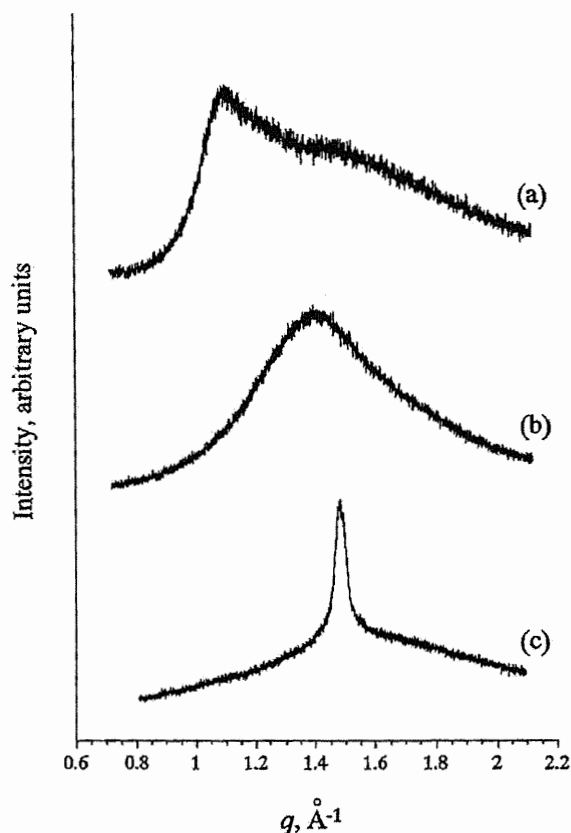 (a)
(b)
(c)
Intensity, arbitrary units
0.6 0.8 1 1.2 1.4 1.6 1.8 2 2.2
q, Å-1